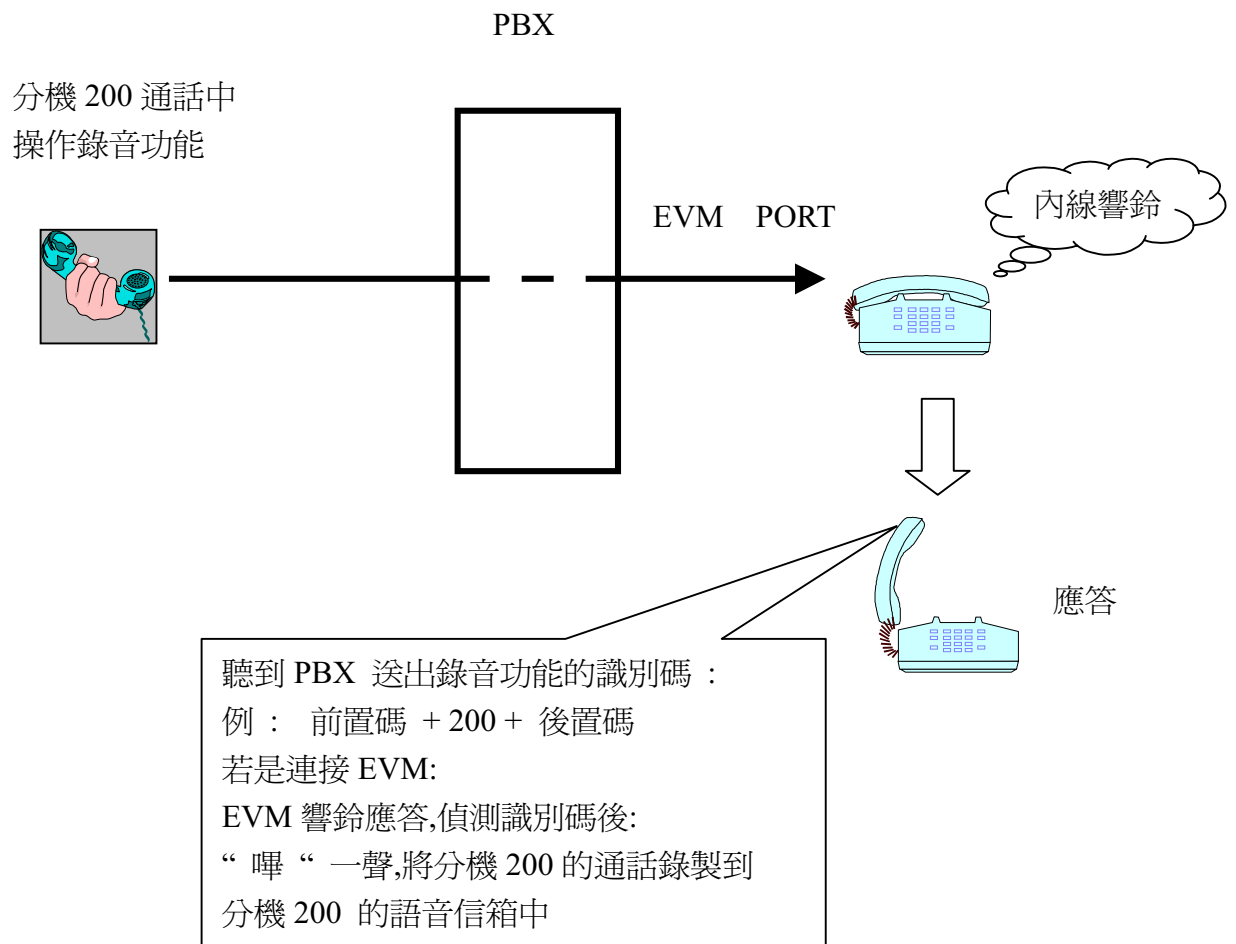 PBX
分機 200 通話中
操作錄音功能
EVM PORT
內線響鈴
應答
聽到 PBX 送出錄音功能的識別碼 :
例 : 前置碼 + 200 + 後置碼
若是連接 EVM:
EVM 響鈴應答,偵測識別碼後:
“ 嗶 “ 一聲,將分機 200 的通話錄製到
分機 200 的語音信箱中